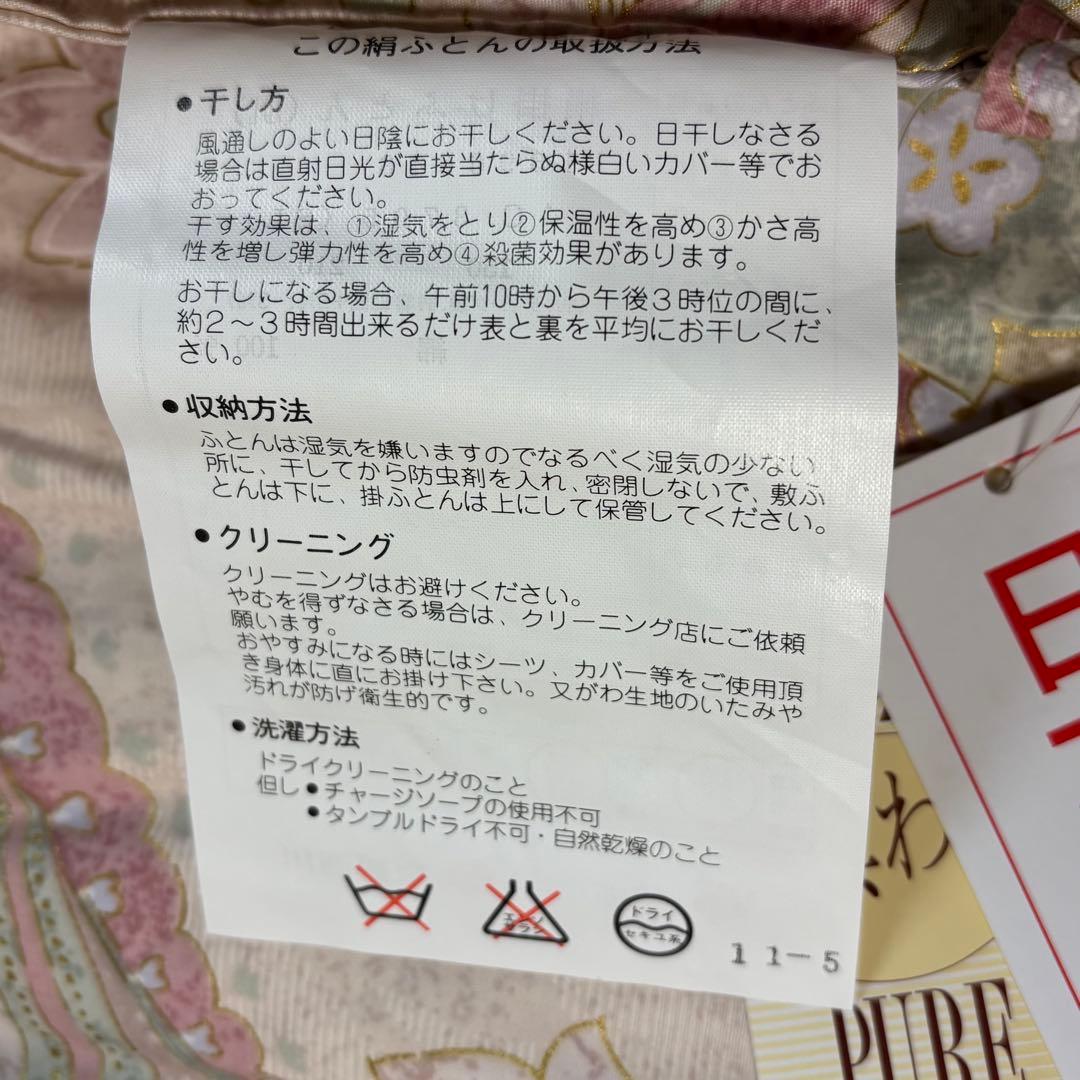 この絹ふとんの取扱方法
●干し方
風通しのよい日陰にお干しください。日干しなさる
場合は直射日光が直接当たらぬ様白いカバー等でお
おってください。
干す効果は、①湿気をとり②保温性を高め③かさ高
性を増し弾力性を高め④殺菌効果があります。
お干しになる場合、午前10時から午後3時位の間に、
約2〜3時間出来るだけ表と裏を平均にお干しくだ
さい。
●収納方法
ふとんは湿気を嫌いますのでなるべく湿気の少ない
所に、干してから防虫剤を入れ、密閉しないで、敷ふ
とんは下に、掛ふとんは上にして保管してください。
●クリーニング
クリーニングはお避けください。
やむを得ずなさる場合は、クリーニング店にご依頼
願います。
おやすみになる時にはシーツ、カバー等をご使用頂
き身体に直にお掛け下さい。又がわ生地のいたみや
汚れが防げ衛生的です。
●洗濯方法
ドライクリーニングのこと
但し●チャージソープの使用不可
●タンブルドライ不可・自然乾燥のこと
エンソ
サラシ
ドライ
セキユ系
11-5
わ
PURE